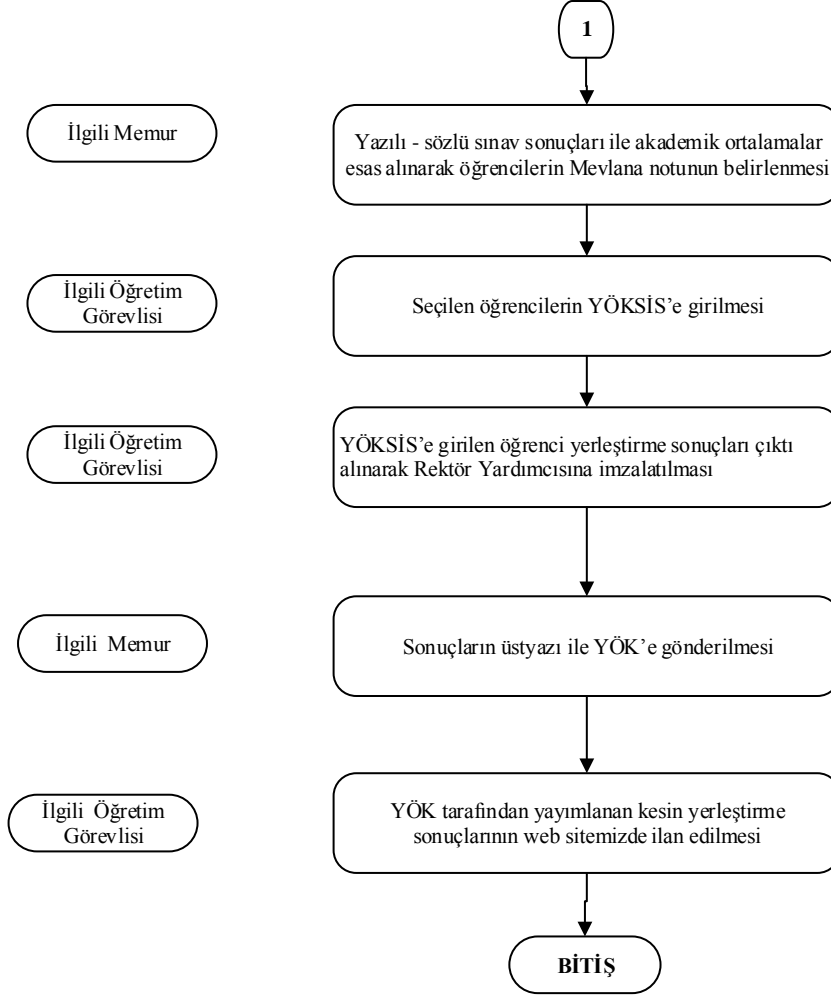 1
İlgili Memur
Yazılı - sözlü sınav sonuçları ile akademik ortalamalar
esas alınarak öğrencilerin Mevlana notunun belirlenmesi
İlgili Öğretim
Görevlisi
Seçilen öğrencilerin YÖKSİS’e girilmesi
İlgili Öğretim
Görevlisi
YÖKSİS’e girilen öğrenci yerleştirme sonuçları çıktı
alınarak Rektör Yardımcısına imzalatılması
İlgili Memur
Sonuçların üstyazı ile YÖK’e gönderilmesi
İlgili Öğretim
Görevlisi
YÖK tarafından yayımlanan kesin yerleştirme
sonuçlarının web sitemizde ilan edilmesi
BİTİŞ